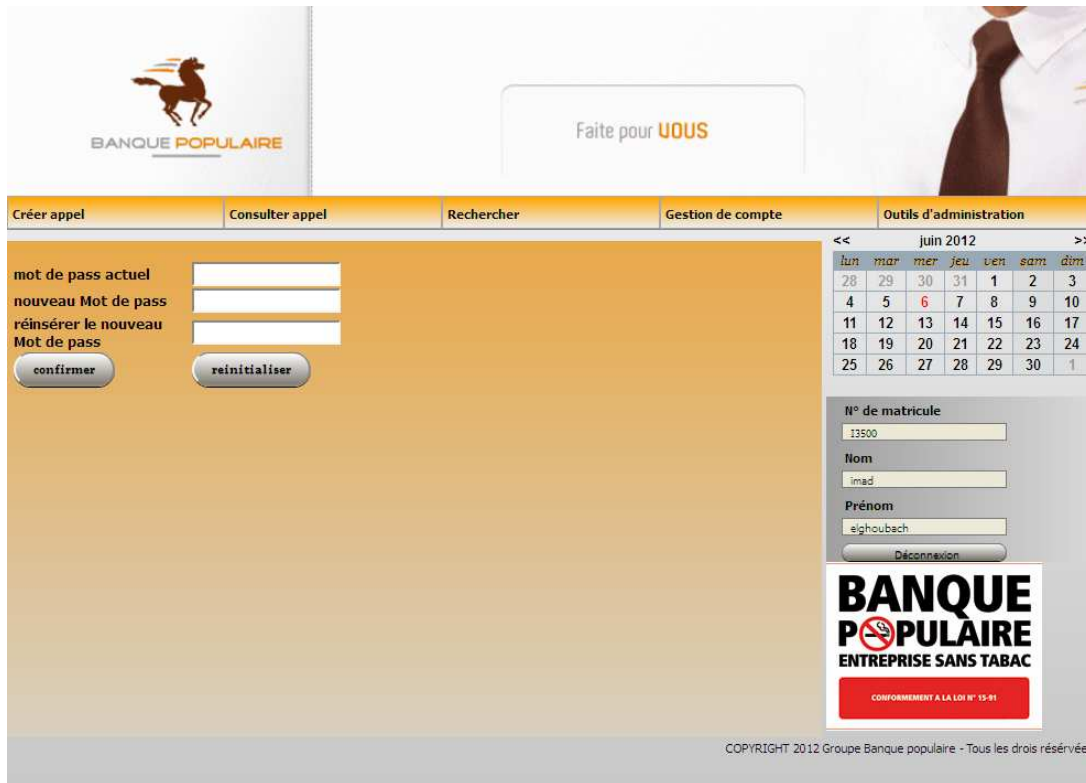 BANQUE POPULAIRE
Faite pour VOUS
Créer appel
Consulter appel
Rechercher
Gestion de compte
Outils d'administration
mot de pass actuel
nouveau Mot de pass
réinsérer le nouveau
Mot de pass
confirmer
reinitialiser
<< juin 2012 >>
lun mar mer jeu ven sam dim
28 29 30 31 1 2 3
4 5 6 7 8 9 10
11 12 13 14 15 16 17
18 19 20 21 22 23 24
25 26 27 28 29 30 1
N° de matricule
I3500
Nom
imad
Prénom
elghoubach
Déconnexion
BANQUE
POPULAIRE
ENTREPRISE SANS TABAC
CONFORMEMENT A LA LOI N° 15-91
COPYRIGHT 2012 Groupe Banque populaire - Tous les drois résérvée